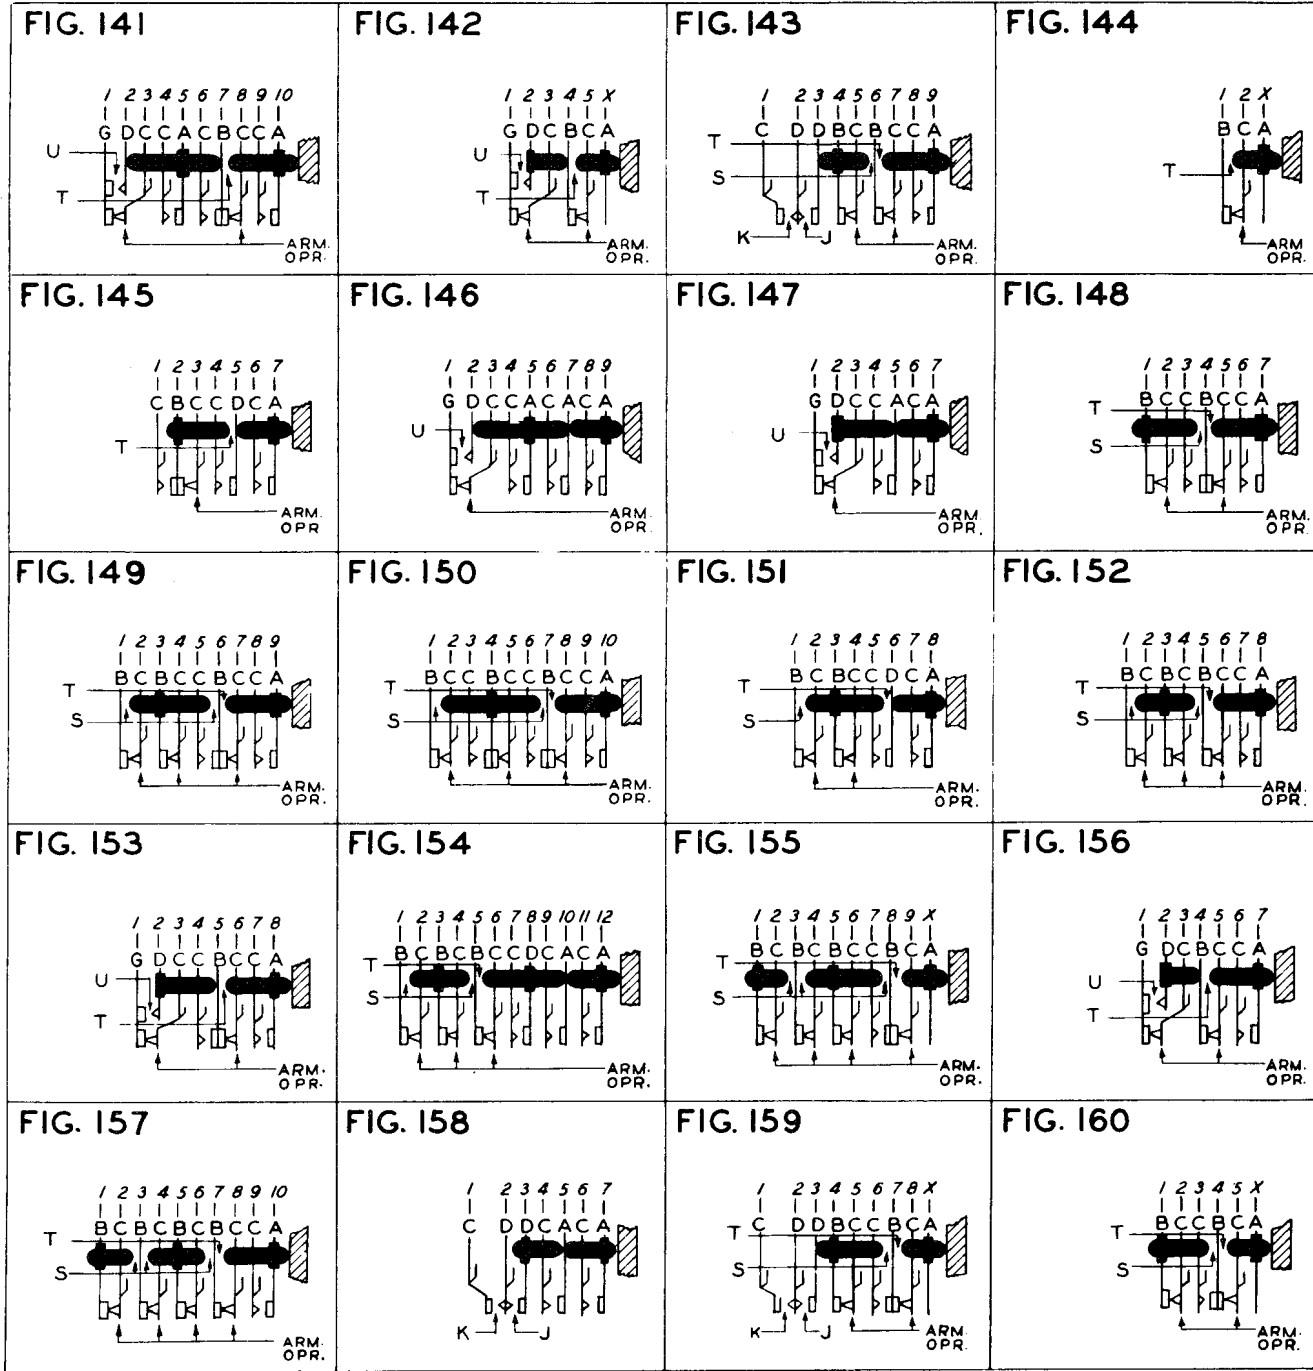 FIG. 141
1 2 3 4 5 6 7 8 9 10
G D C C A C B C C A
U
T
ARM.
OPR.
FIG. 142
1 2 3 4 5 X
G D C B C A
U
T
ARM.
OPR.
FIG. 143
1 2 3 4 5 6 7 8 9
C D D B C B C C A
T
S
K J
ARM.
OPR.
FIG. 144
1 2 X
B C A
T
ARM.
OPR.
FIG. 145
1 2 3 4 5 6 7
C B C C D C A
T
ARM.
OPR
FIG. 146
1 2 3 4 5 6 7 8 9
G D C C A C A C A
U
ARM.
OPR.
FIG. 147
1 2 3 4 5 6 7
G D C C A C A
U
ARM.
OPR.
FIG. 148
1 2 3 4 5 6 7
B C C B C C A
T
S
ARM.
OPR.
FIG. 149
1 2 3 4 5 6 7 8 9
B C B C C B C C A
T
S
ARM.
OPR.
FIG. 150
1 2 3 4 5 6 7 8 9 10
B C C B C C B C C A
T
S
ARM.
OPR.
FIG. 151
1 2 3 4 5 6 7 8
B C B C C D C A
T
S
ARM.
OPR.
FIG. 152
1 2 3 4 5 6 7 8
B C B C B C C A
T
S
ARM.
OPR.
FIG. 153
1 2 3 4 5 6 7 8
G D C C B C C A
U
T
ARM.
OPR.
FIG. 154
1 2 3 4 5 6 7 8 9 10 11 12
B C B C B C C D C A C A
T
S
ARM.
OPR.
FIG. 155
1 2 3 4 5 6 7 8 9 X
B C B C B C C B C A
T
S
ARM.
OPR.
FIG. 156
1 2 3 4 5 6 7
G D C B C C A
U
T
ARM.
OPR.
FIG. 157
1 2 3 4 5 6 7 8 9 10
B C B C B C B C C A
T
S
ARM.
OPR.
FIG. 158
1 2 3 4 5 6 7
C D D C A C A
K J
FIG. 159
1 2 3 4 5 6 7 8 X
C D D B C C B C A
T
S
K J
ARM.
OPR.
FIG. 160
1 2 3 4 5 X
B C C B C A
T
S
ARM.
OPR.